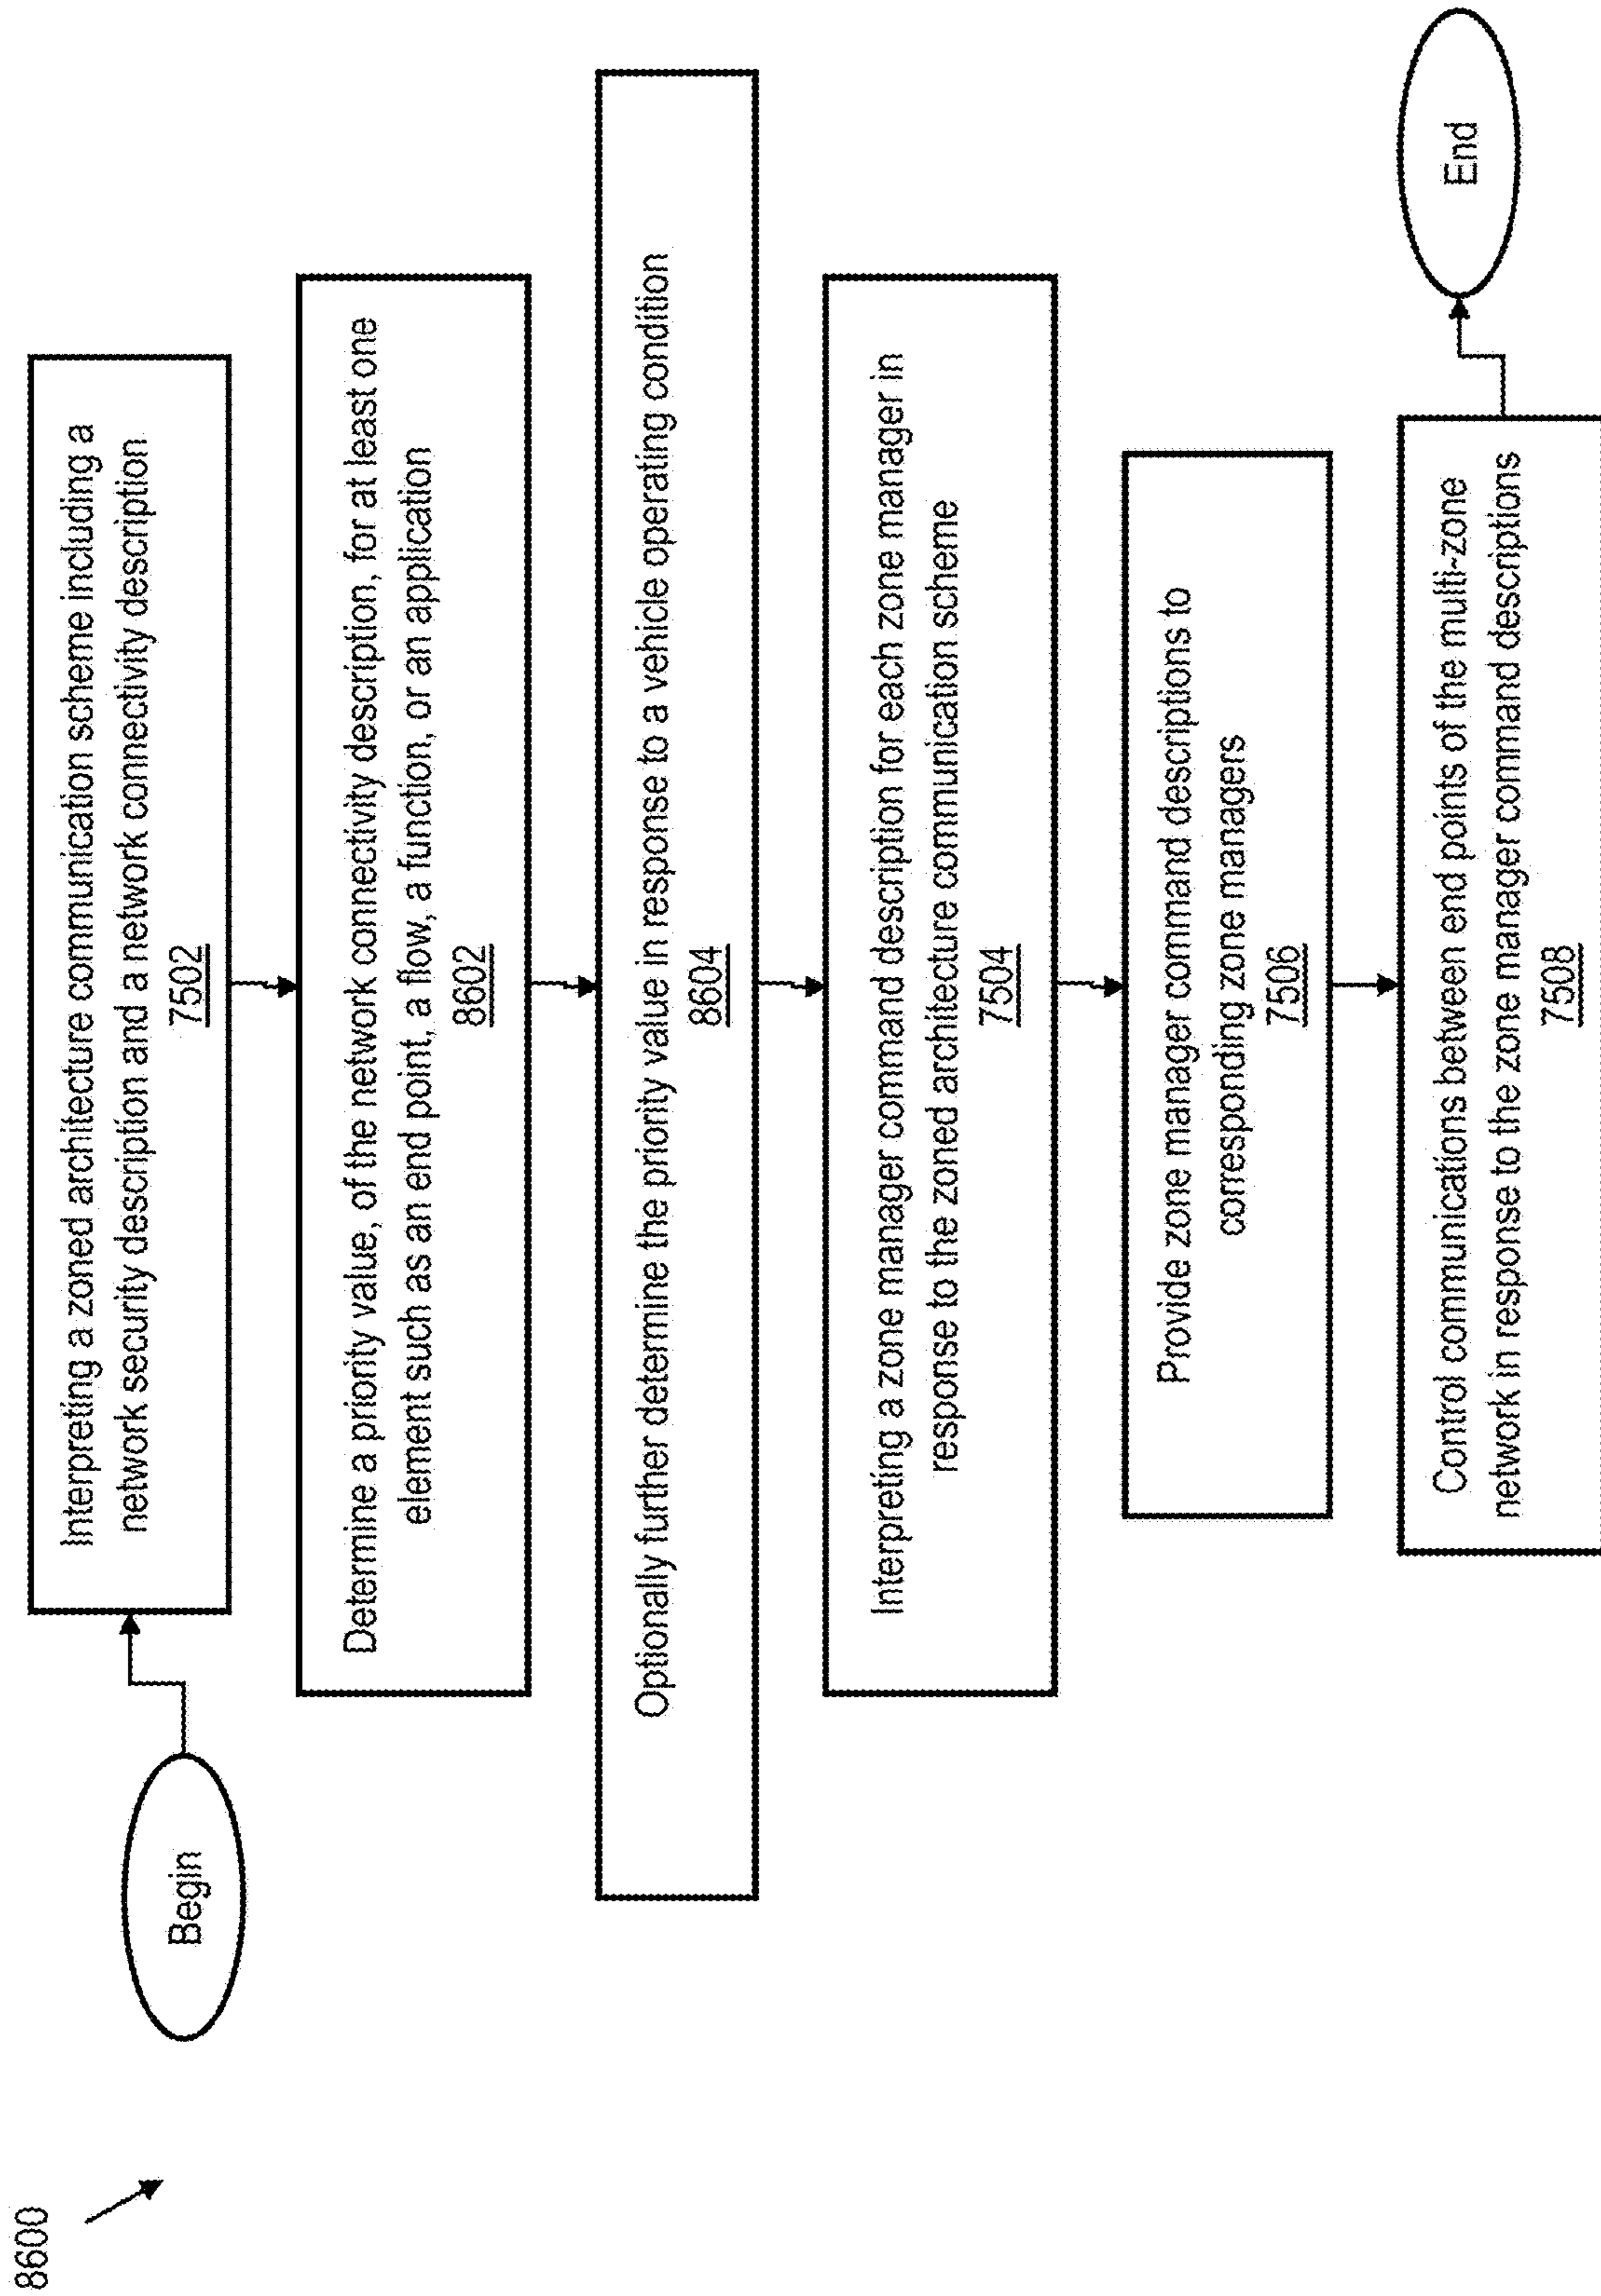 8600
Begin
Interpreting a zoned architecture communication scheme including a
network security description and a network connectivity description
7502
Determine a priority value, of the network connectivity description, for at least one
element such as an end point, a flow, a function, or an application
8602
Optionally further determine the priority value in response to a vehicle operating condition
8604
Interpreting a zone manager command description for each zone manager in
response to the zoned architecture communication scheme
7504
Provide zone manager command descriptions to
corresponding zone managers
7506
Control communications between end points of the multi-zone
network in response to the zone manager command descriptions
7508
End